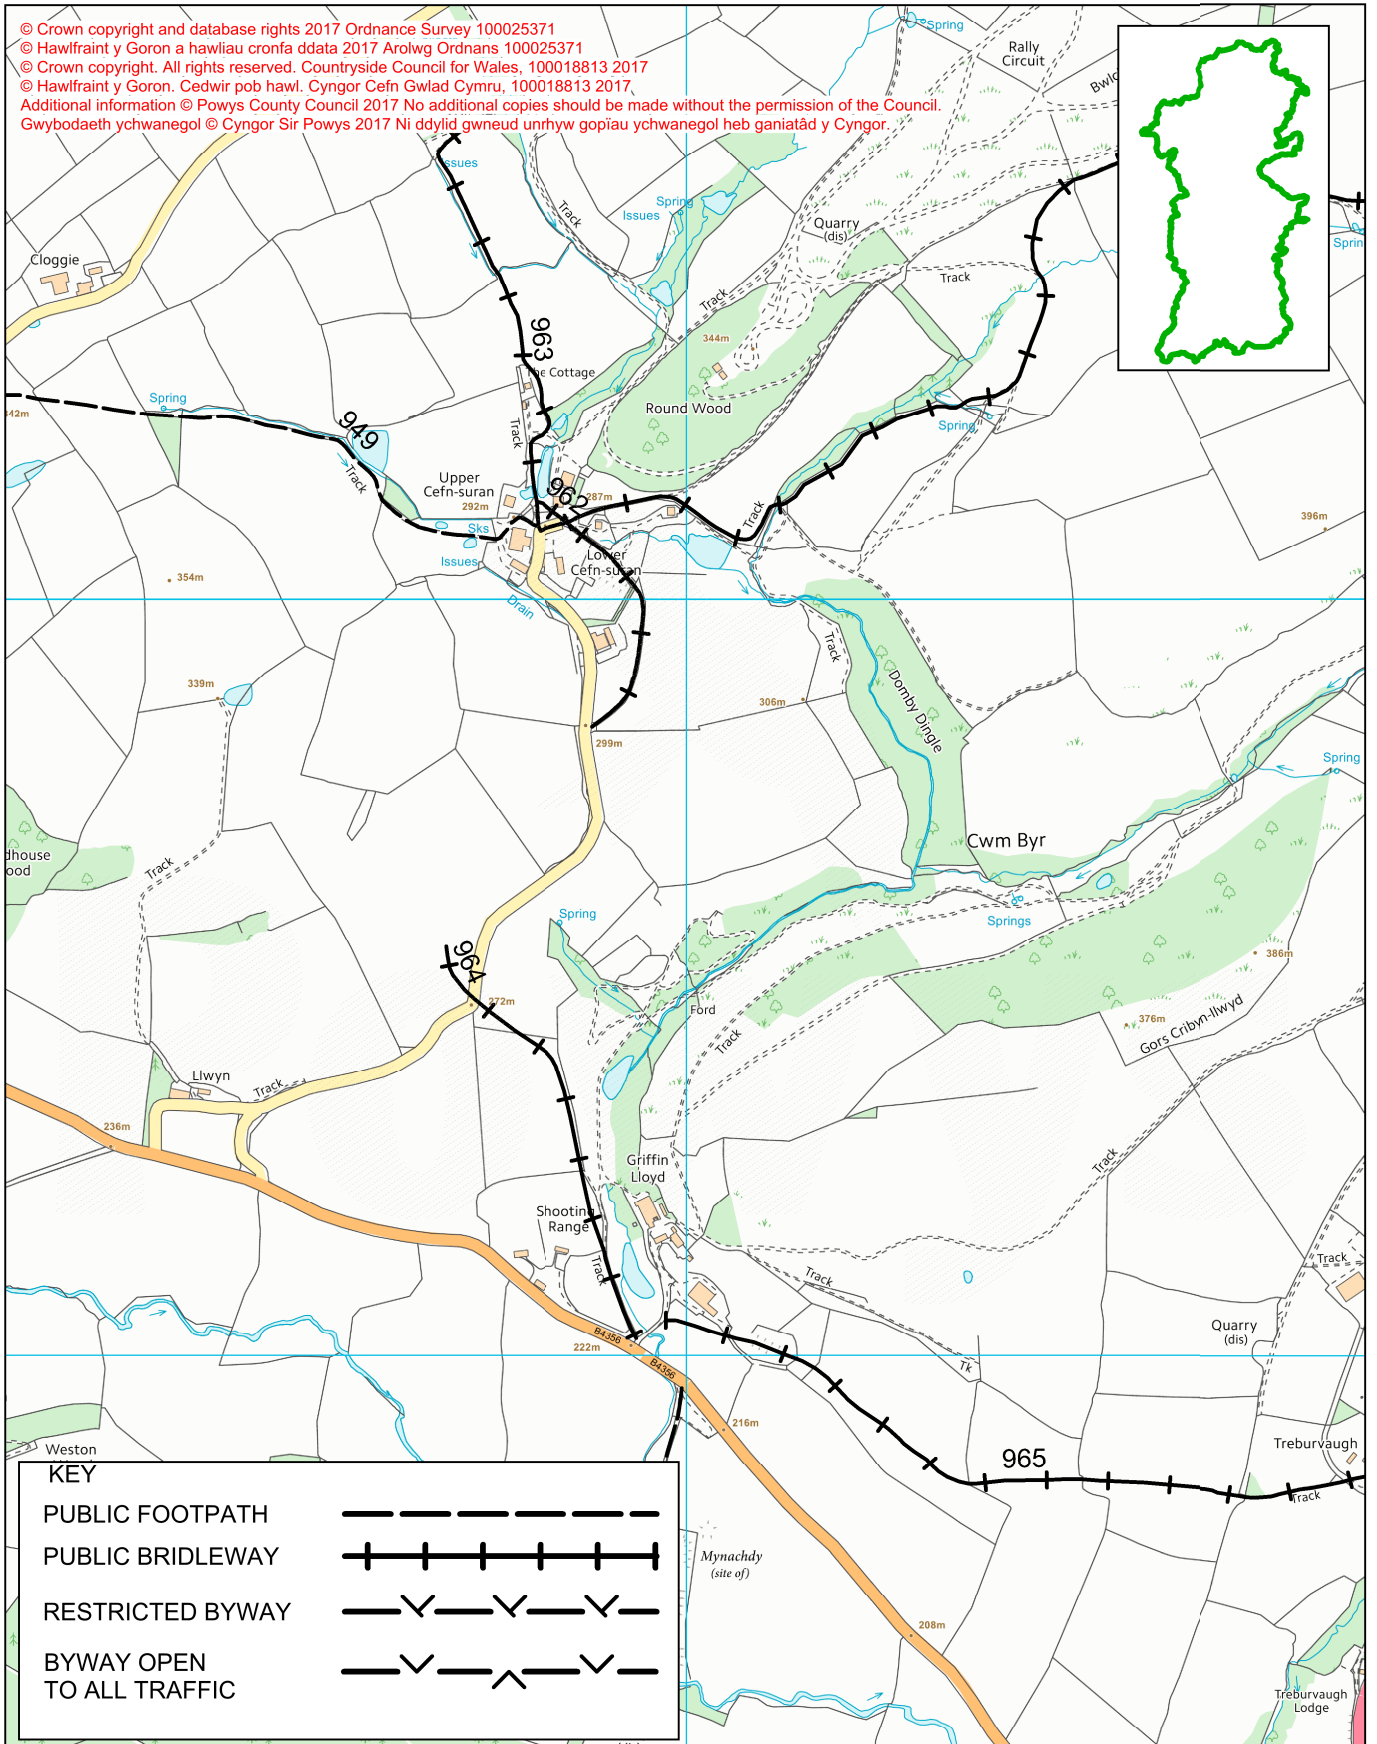 © Crown copyright and database rights 2017 Ordnance Survey 100025371
© Hawlfraint y Goron a hawliau cronfa ddata 2017 Arolwg Ordnans 100025371
© Crown copyright. All rights reserved. Countryside Council for Wales, 100018813 2017
© Hawlfraint y Goron. Cedwir pob hawl. Cyngor Cefn Gwlad Cymru, 100018813 2017
Additional information © Powys County Council 2017 No additional copies should be made without the permission of the Council.
Gwybodaeth ychwanegol © Cyngor Sir Powys 2017 Ni ddylid gwneud unrhyw gopïau ychwanegol heb ganiatâd y Cyngor.
Spring
Rally
Circuit
Issues
Spring
Issues
Track
Quarry
(dis)
Cloggie
Track
Track
963
344m
The Cottage
Spring
Round Wood
949
Track
Spring
Track
Upper
Cefn-suran
292m
962
287m
Track
396m
Sks
Issues
Lower
Cefn-suran
354m
Drain
Track
339m
306m
Domby Dingle
299m
Spring
Cwm Byr
Track
Spring
Springs
964
386m
272m
Ford
376m
Track
Gors Cribyn-llwyd
Llwyn
Track
236m
Griffin
Lloyd
Track
Shooting
Range
Track
Track
Track
B4356
222m
B4356
Quarry
(dis)
Tk
216m
965
Treburvaugh
Track
Weston
KEY
PUBLIC FOOTPATH
PUBLIC BRIDLEWAY
RESTRICTED BYWAY
BYWAY OPEN
TO ALL TRAFFIC
Mynachdy
(site of)
208m
Treburvaugh
Lodge